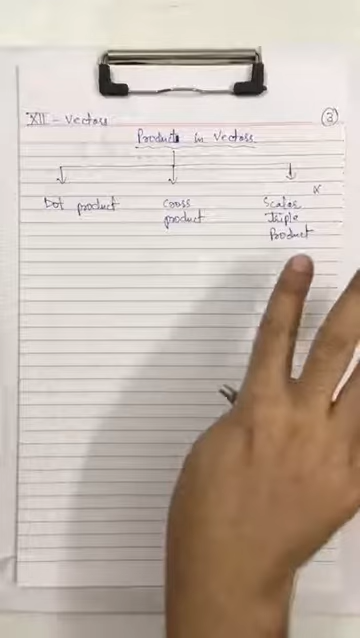 XII - Vectors
3
Products in Vectors
Dot product
Cross product
Scalar Triple Product